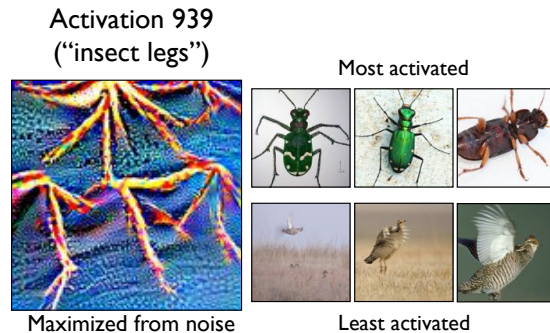 Activation 939
("insect legs")
Most activated
Maximized from noise
Least activated